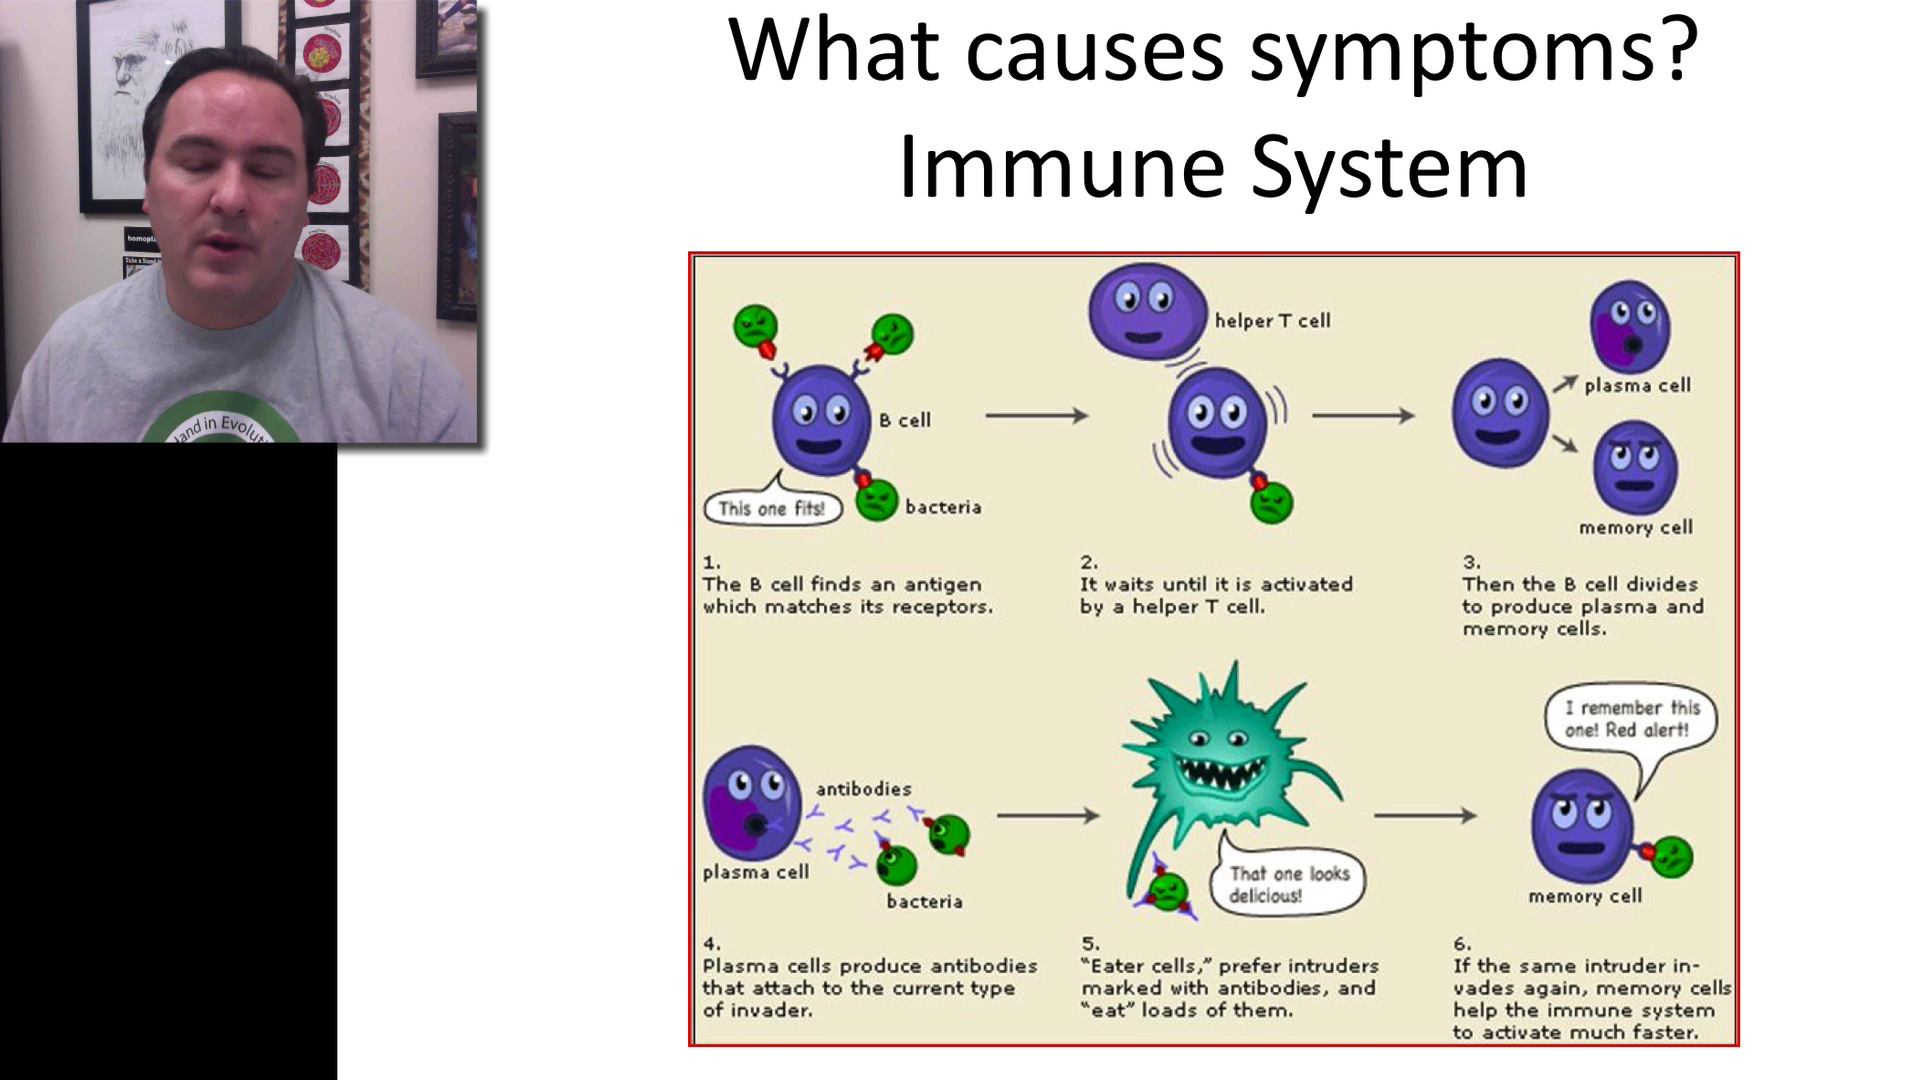 What causes symptoms?
Immune System
helper T cell
plasma cell
B cell
This one fits!
bacteria
memory cell
1.
The B cell finds an antigen
which matches its receptors.
2.
It waits until it is activated
by a helper T cell.
3.
Then the B cell divides
to produce plasma and
memory cells.
I remember this
one! Red alert!
antibodies
plasma cell
bacteria
That one looks
delicious!
memory cell
4.
Plasma cells produce antibodies
that attach to the current type
of invader.
5.
“Eater cells,” prefer intruders
marked with antibodies, and
“eat” loads of them.
6.
If the same intruder in-
vades again, memory cells
help the immune system
to activate much faster.